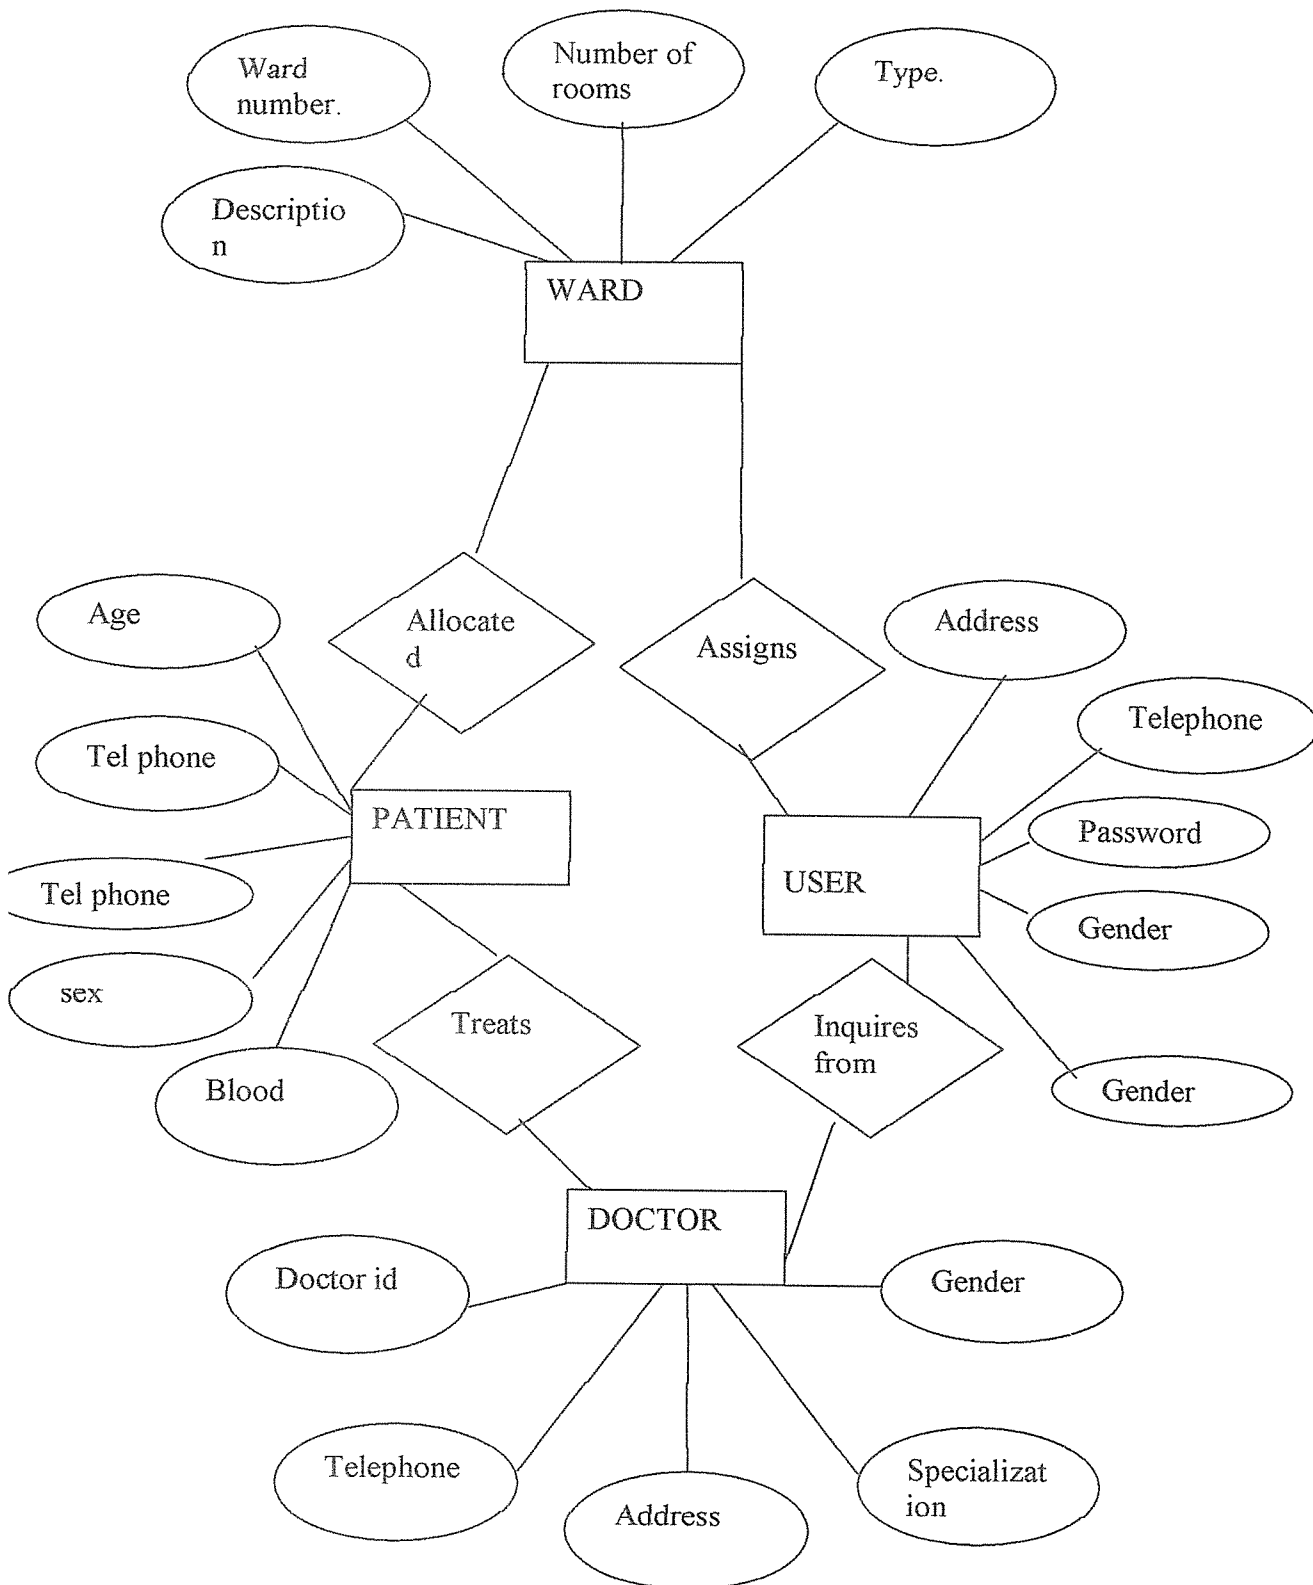 Ward
number.
Number of
rooms
Type.
Descriptio
n
WARD
Age
Allocate
d
Assigns
Address
Tel phone
Telephone
PATIENT
Password
USER
Tel phone
Gender
sex
Treats
Inquires
from
Blood
Gender
DOCTOR
Doctor id
Gender
Telephone
Specializat
ion
Address